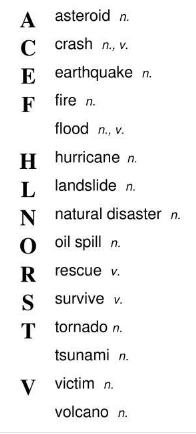 A asteroid n.
C crash n., v.
E earthquake n.
F fire n.
flood n., v.
H hurricane n.
L landslide n.
N natural disaster n.
O oil spill n.
R rescue v.
S survive v.
T tornado n.
tsunami n.
V victim n.
volcano n.